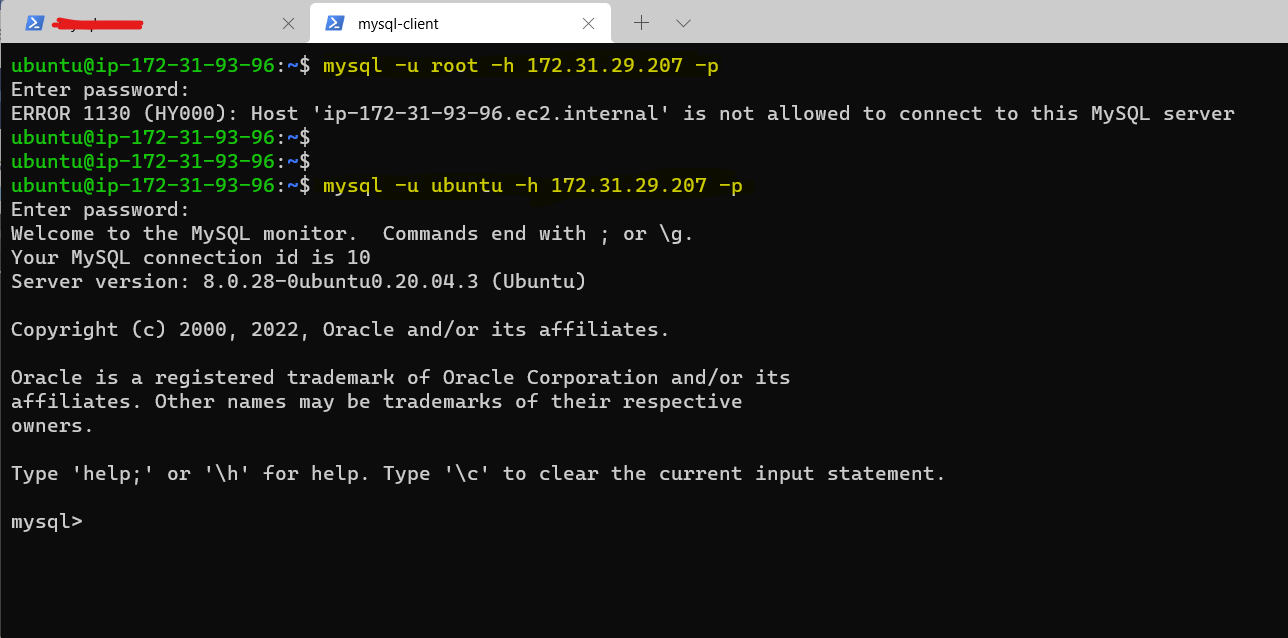 mysql-client
ubuntu@ip-172-31-93-96:~$ mysql -u root -h 172.31.29.207 -p
Enter password:
ERROR 1130 (HY000): Host 'ip-172-31-93-96.ec2.internal' is not allowed to connect to this MySQL server
ubuntu@ip-172-31-93-96:~$
ubuntu@ip-172-31-93-96:~$
ubuntu@ip-172-31-93-96:~$ mysql -u ubuntu -h 172.31.29.207 -p
Enter password:
Welcome to the MySQL monitor.  Commands end with ; or \g.
Your MySQL connection id is 10
Server version: 8.0.28-0ubuntu0.20.04.3 (Ubuntu)
Copyright (c) 2000, 2022, Oracle and/or its affiliates.
Oracle is a registered trademark of Oracle Corporation and/or its
affiliates. Other names may be trademarks of their respective
owners.
Type 'help;' or '\h' for help. Type '\c' to clear the current input statement.
mysql>